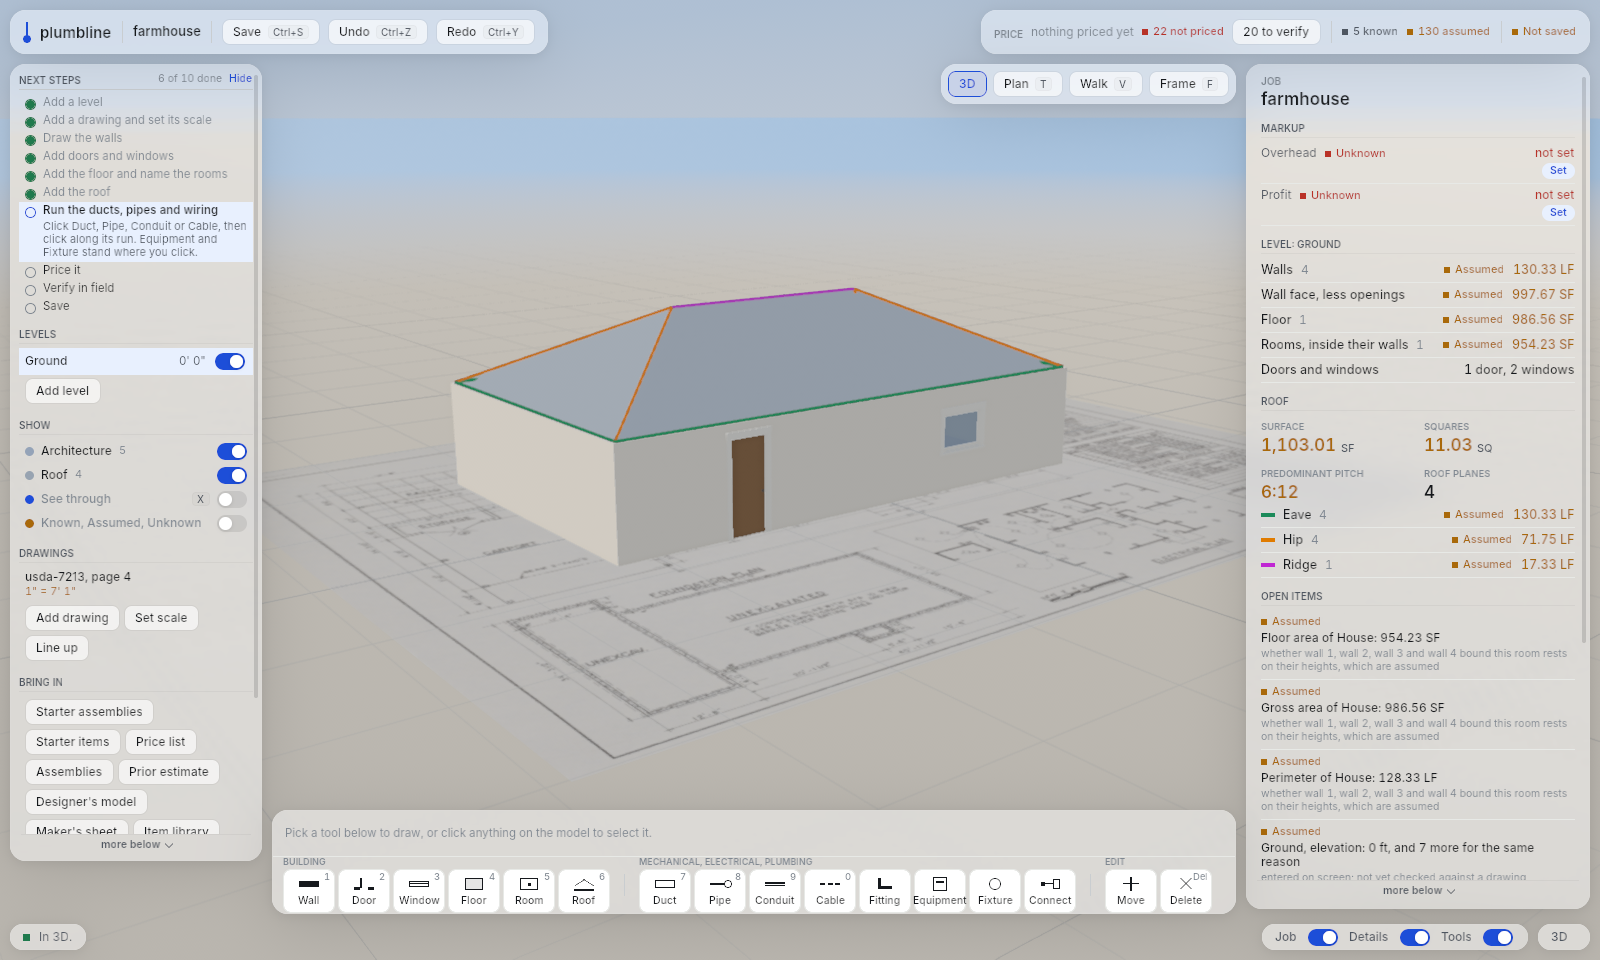 plumbline
farmhouse
Save Ctrl+S
Undo Ctrl+Z
Redo Ctrl+Y
PRICE nothing priced yet 22 not priced 20 to verify 5 known 130 assumed Not saved
3D
Plan T
Walk V
Frame F
NEXT STEPS 6 of 10 done Hide
Add a level
Add a drawing and set its scale
Draw the walls
Add doors and windows
Add the floor and name the rooms
Add the roof
Run the ducts, pipes and wiring
Click Duct, Pipe, Conduit or Cable, then
click along its run. Equipment and
Fixture stand where you click.
Price it
Verify in field
Save
LEVELS
Ground 0' 0"
Add level
SHOW
Architecture 5
Roof 4
See through X
Known, Assumed, Unknown
DRAWINGS
usda-7213, page 4
1" = 7' 1"
Add drawing Set scale
Line up
BRING IN
Starter assemblies
Starter items Price list
Assemblies Prior estimate
Designer's model
Maker's sheet Item library
more below
FOUNDATION PLAN
UNEXCAVATED
UNEXCAV.
Pick a tool below to draw, or click anything on the model to select it.
BUILDING
1 Wall
2 Door
3 Window
4 Floor
5 Room
6 Roof
MECHANICAL, ELECTRICAL, PLUMBING
7 Duct
8 Pipe
9 Conduit
0 Cable
Fitting
Equipment
Fixture
Connect
EDIT
Move
Del Delete
JOB
farmhouse
MARKUP
Overhead Unknown not set
Set
Profit Unknown not set
Set
LEVEL: GROUND
Walls 4 Assumed 130.33 LF
Wall face, less openings Assumed 997.67 SF
Floor 1 Assumed 986.56 SF
Rooms, inside their walls 1 Assumed 954.23 SF
Doors and windows 1 door, 2 windows
ROOF
SURFACE SQUARES
1,103.01 SF 11.03 SQ
PREDOMINANT PITCH ROOF PLANES
6:12 4
Eave 4 Assumed 130.33 LF
Hip 4 Assumed 71.75 LF
Ridge 1 Assumed 17.33 LF
OPEN ITEMS
Assumed
Floor area of House: 954.23 SF
whether wall 1, wall 2, wall 3 and wall 4 bound this room rests
on their heights, which are assumed
Assumed
Gross area of House: 986.56 SF
whether wall 1, wall 2, wall 3 and wall 4 bound this room rests
on their heights, which are assumed
Assumed
Perimeter of House: 128.33 LF
whether wall 1, wall 2, wall 3 and wall 4 bound this room rests
on their heights, which are assumed
Assumed
Ground, elevation: 0 ft, and 7 more for the same
reason
entered on screen; not yet checked against a drawing
more below
In 3D.
Job Details Tools 3D